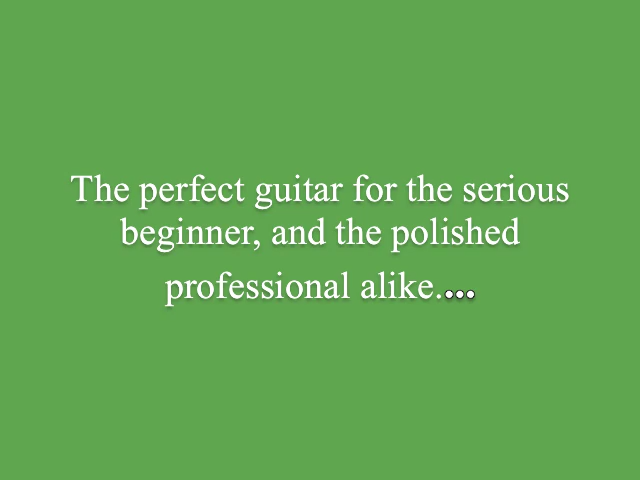 The perfect guitar for the serious
beginner, and the polished
professional alike....